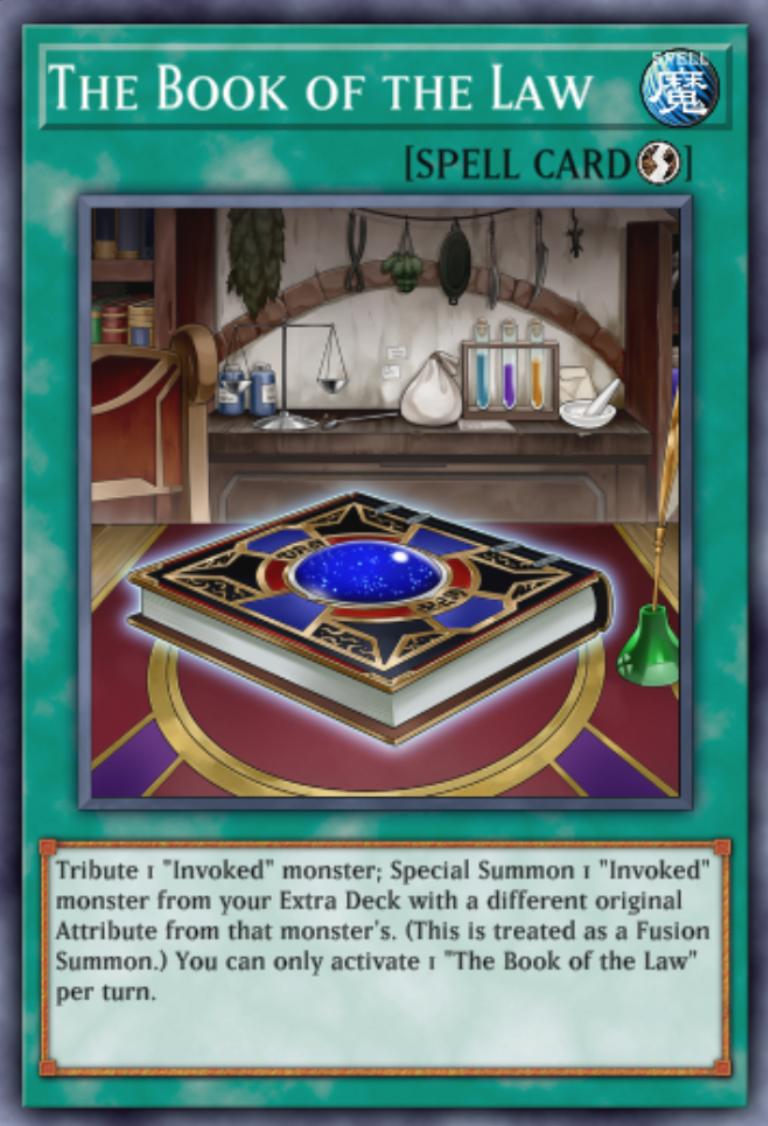 THE BOOK OF THE LAW
SPELL
魔
[SPELL CARD]
Tribute 1 "Invoked" monster; Special Summon 1 "Invoked"
monster from your Extra Deck with a different original
Attribute from that monster's. (This is treated as a Fusion
Summon.) You can only activate 1 "The Book of the Law"
per turn.